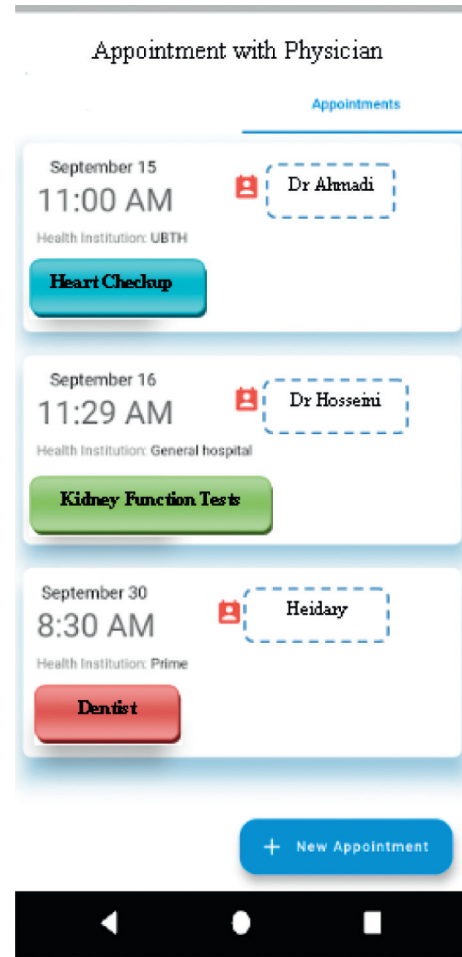 Appointment with Physician
Appointments
September 15
11:00 AM
Dr Ahmadi
Health Institution: UBTH
Heart Checkup
September 16
11:29 AM
Dr Hosseini
Health Institution: General hospital
Kidney Function Tests
September 30
8:30 AM
Heidary
Health Institution: Prime
Dentist
+ New Appointment